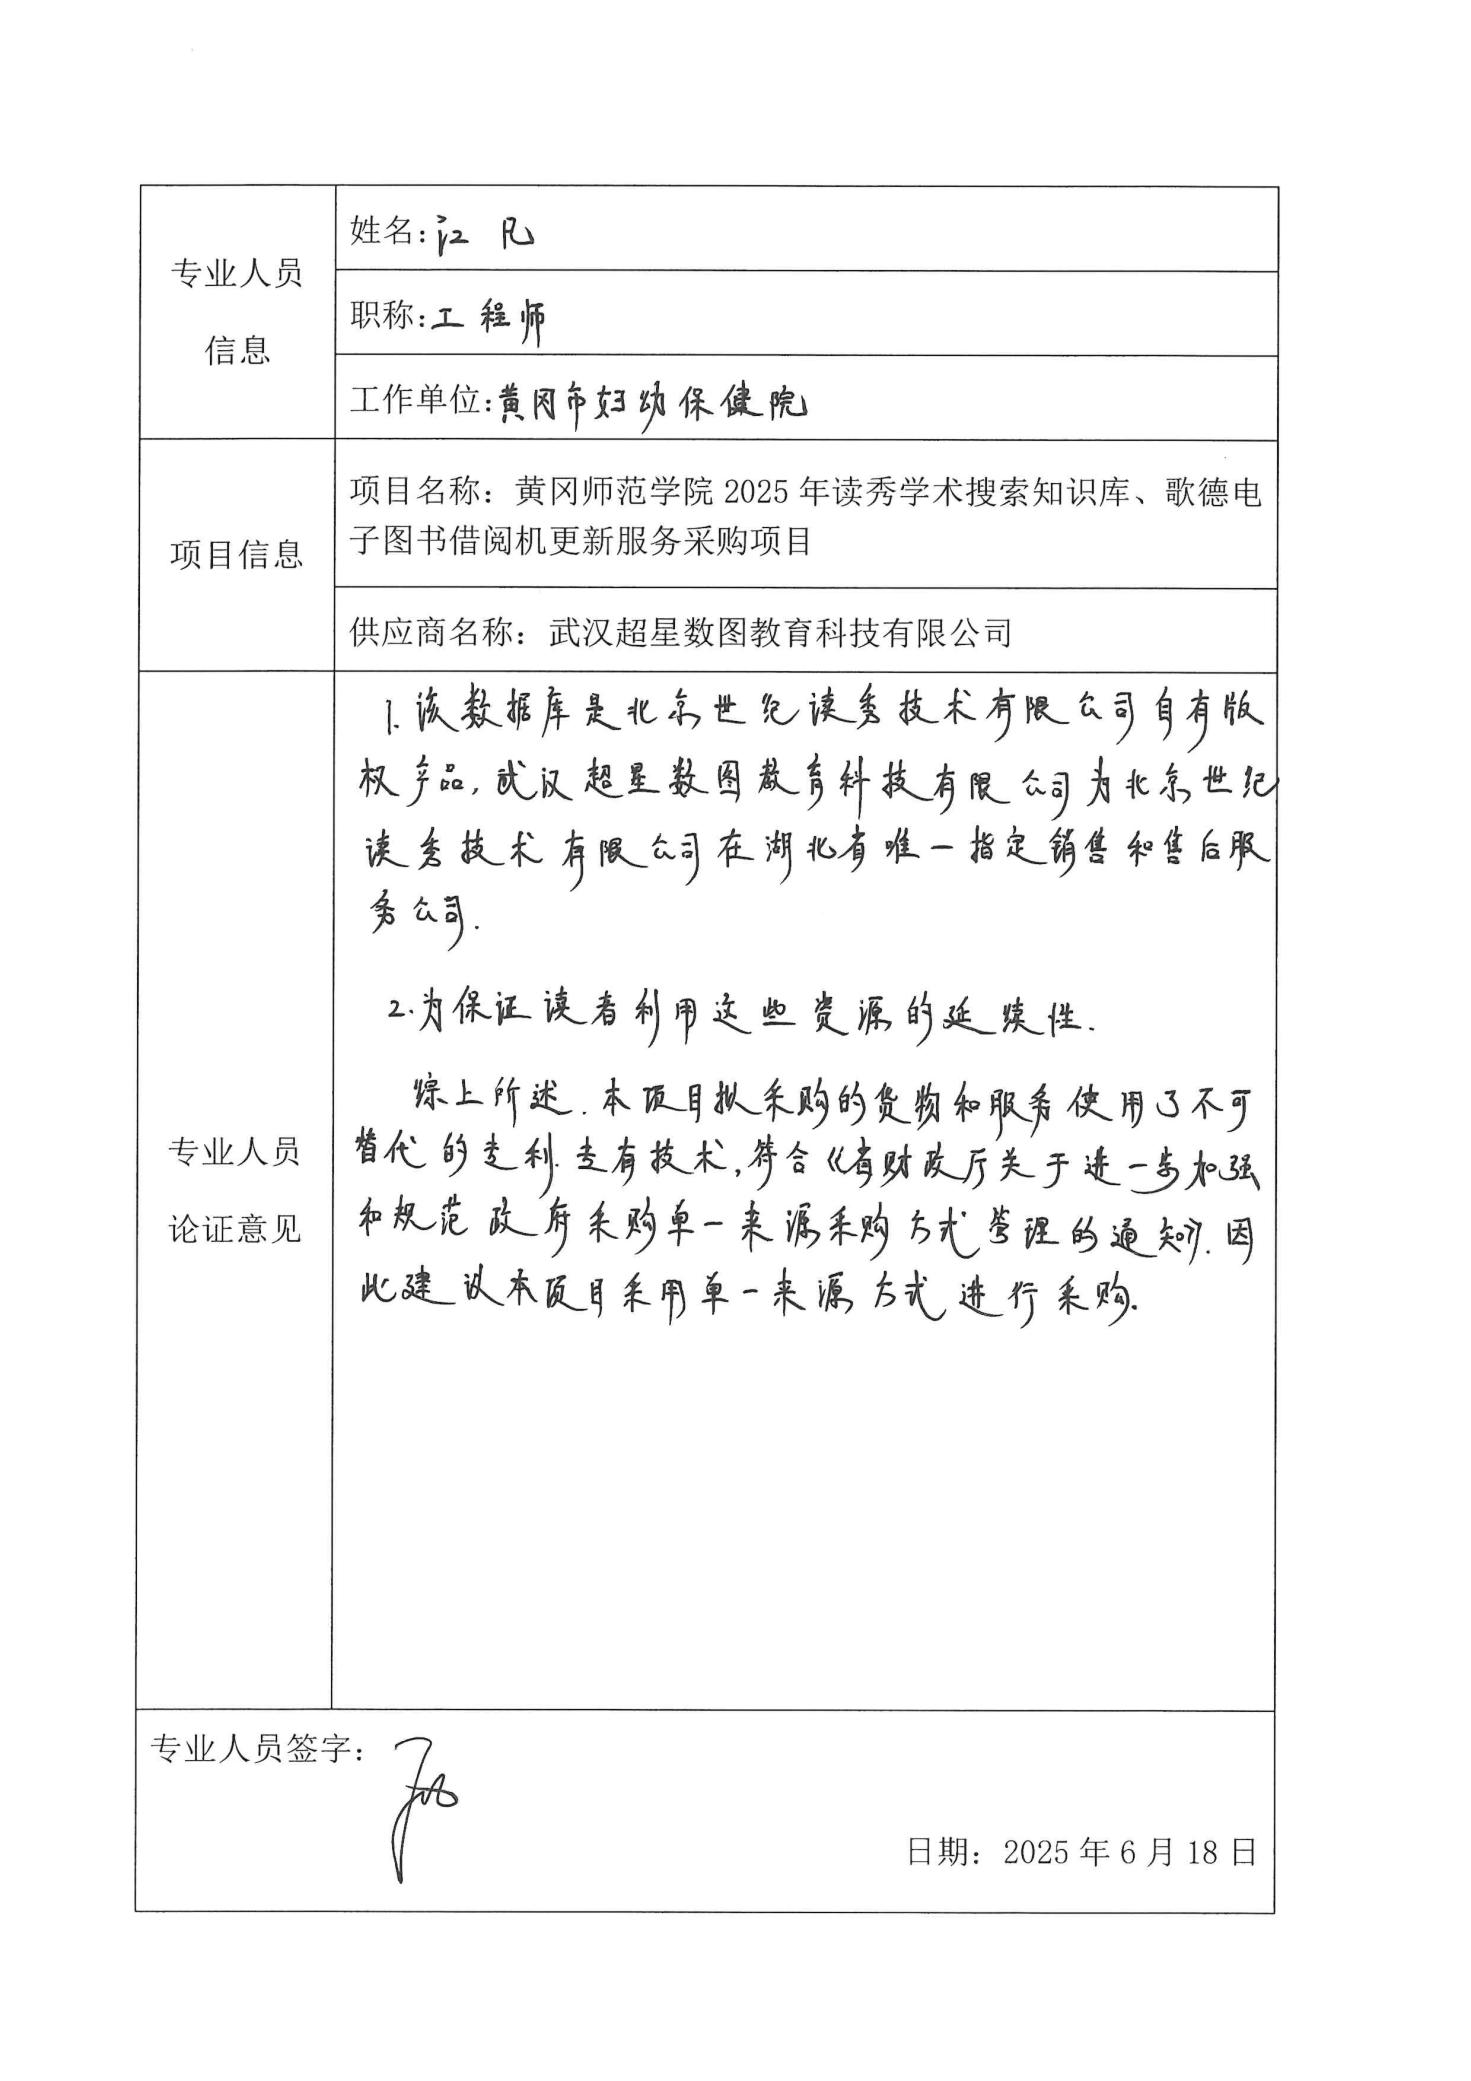 专业人员
信息
姓名:江 凡
职称:工程师
工作单位:黄冈市妇幼保健院
项目信息
项目名称：黄冈师范学院 2025 年读秀学术搜索知识库、歌德电
子图书借阅机更新服务采购项目
供应商名称：武汉超星数图教育科技有限公司
专业人员
论证意见
1.该数据库是北京世纪读秀技术有限公司自有版
权产品,武汉超星数图教育科技有限公司为北京世纪
读秀技术有限公司在湖北省唯一指定销售和售后服
务公司.
2.为保证读者利用这些资源的延续性.
综上所述.本项目拟采购的货物和服务使用了不可
替代的专利.专有技术,符合《省财政厅关于进一步加强
和规范政府采购单一来源采购方式管理的通知》.因
此建议本项目采用单一来源方式进行采购.
专业人员签字：
日期：2025 年 6 月 18 日